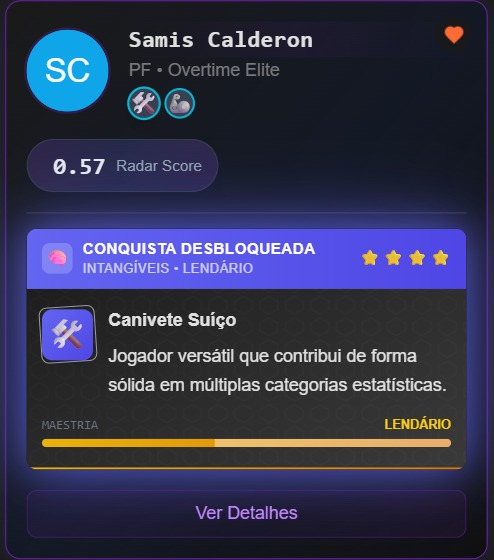 SC
Samis Calderon
PF • Overtime Elite
0.57 Radar Score
CONQUISTA DESBLOQUEADA
INTANGÍVEIS • LENDÁRIO
Canivete Suíço
Jogador versátil que contribui de forma
sólida em múltiplas categorias estatísticas.
MAESTRIA LENDÁRIO
Ver Detalhes